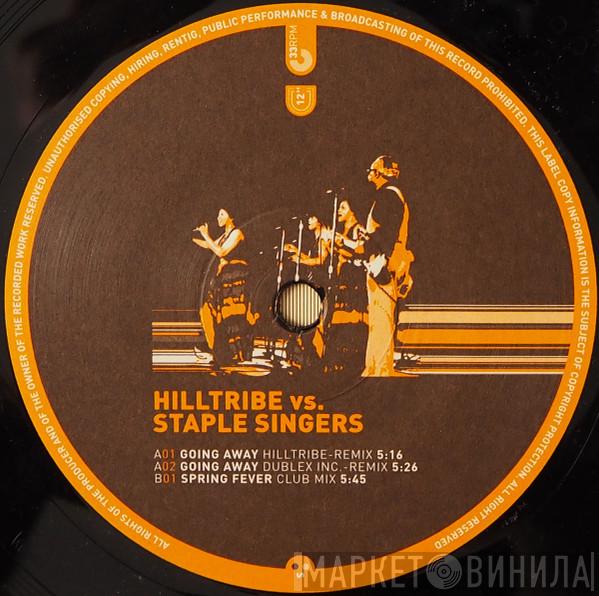 ALL RIGHTS OF THE PRODUCER AND OF THE OWNER OF THE RECORDED WORK RESERVED. UNAUTHORISED COPYING, HIRING, RENTIG, PUBLIC PERFORMANCE & BROADCASTING OF THIS RECORD PROHIBITED. THIS LABEL COPY INFORMATION IS THE SUBJECT OF COPYRIGHT PROTECTION. ALL RIGHT RESERVED
33RPM
12"
HILLTRIBE vs.
STAPLE SINGERS
A01 GOING AWAY HILLTRIBE-REMIX 5:16
A02 GOING AWAY DUBLEX INC.-REMIX 5:26
B01 SPRING FEVER CLUB MIX 5:45
МАРКЕТ ВИНИЛА